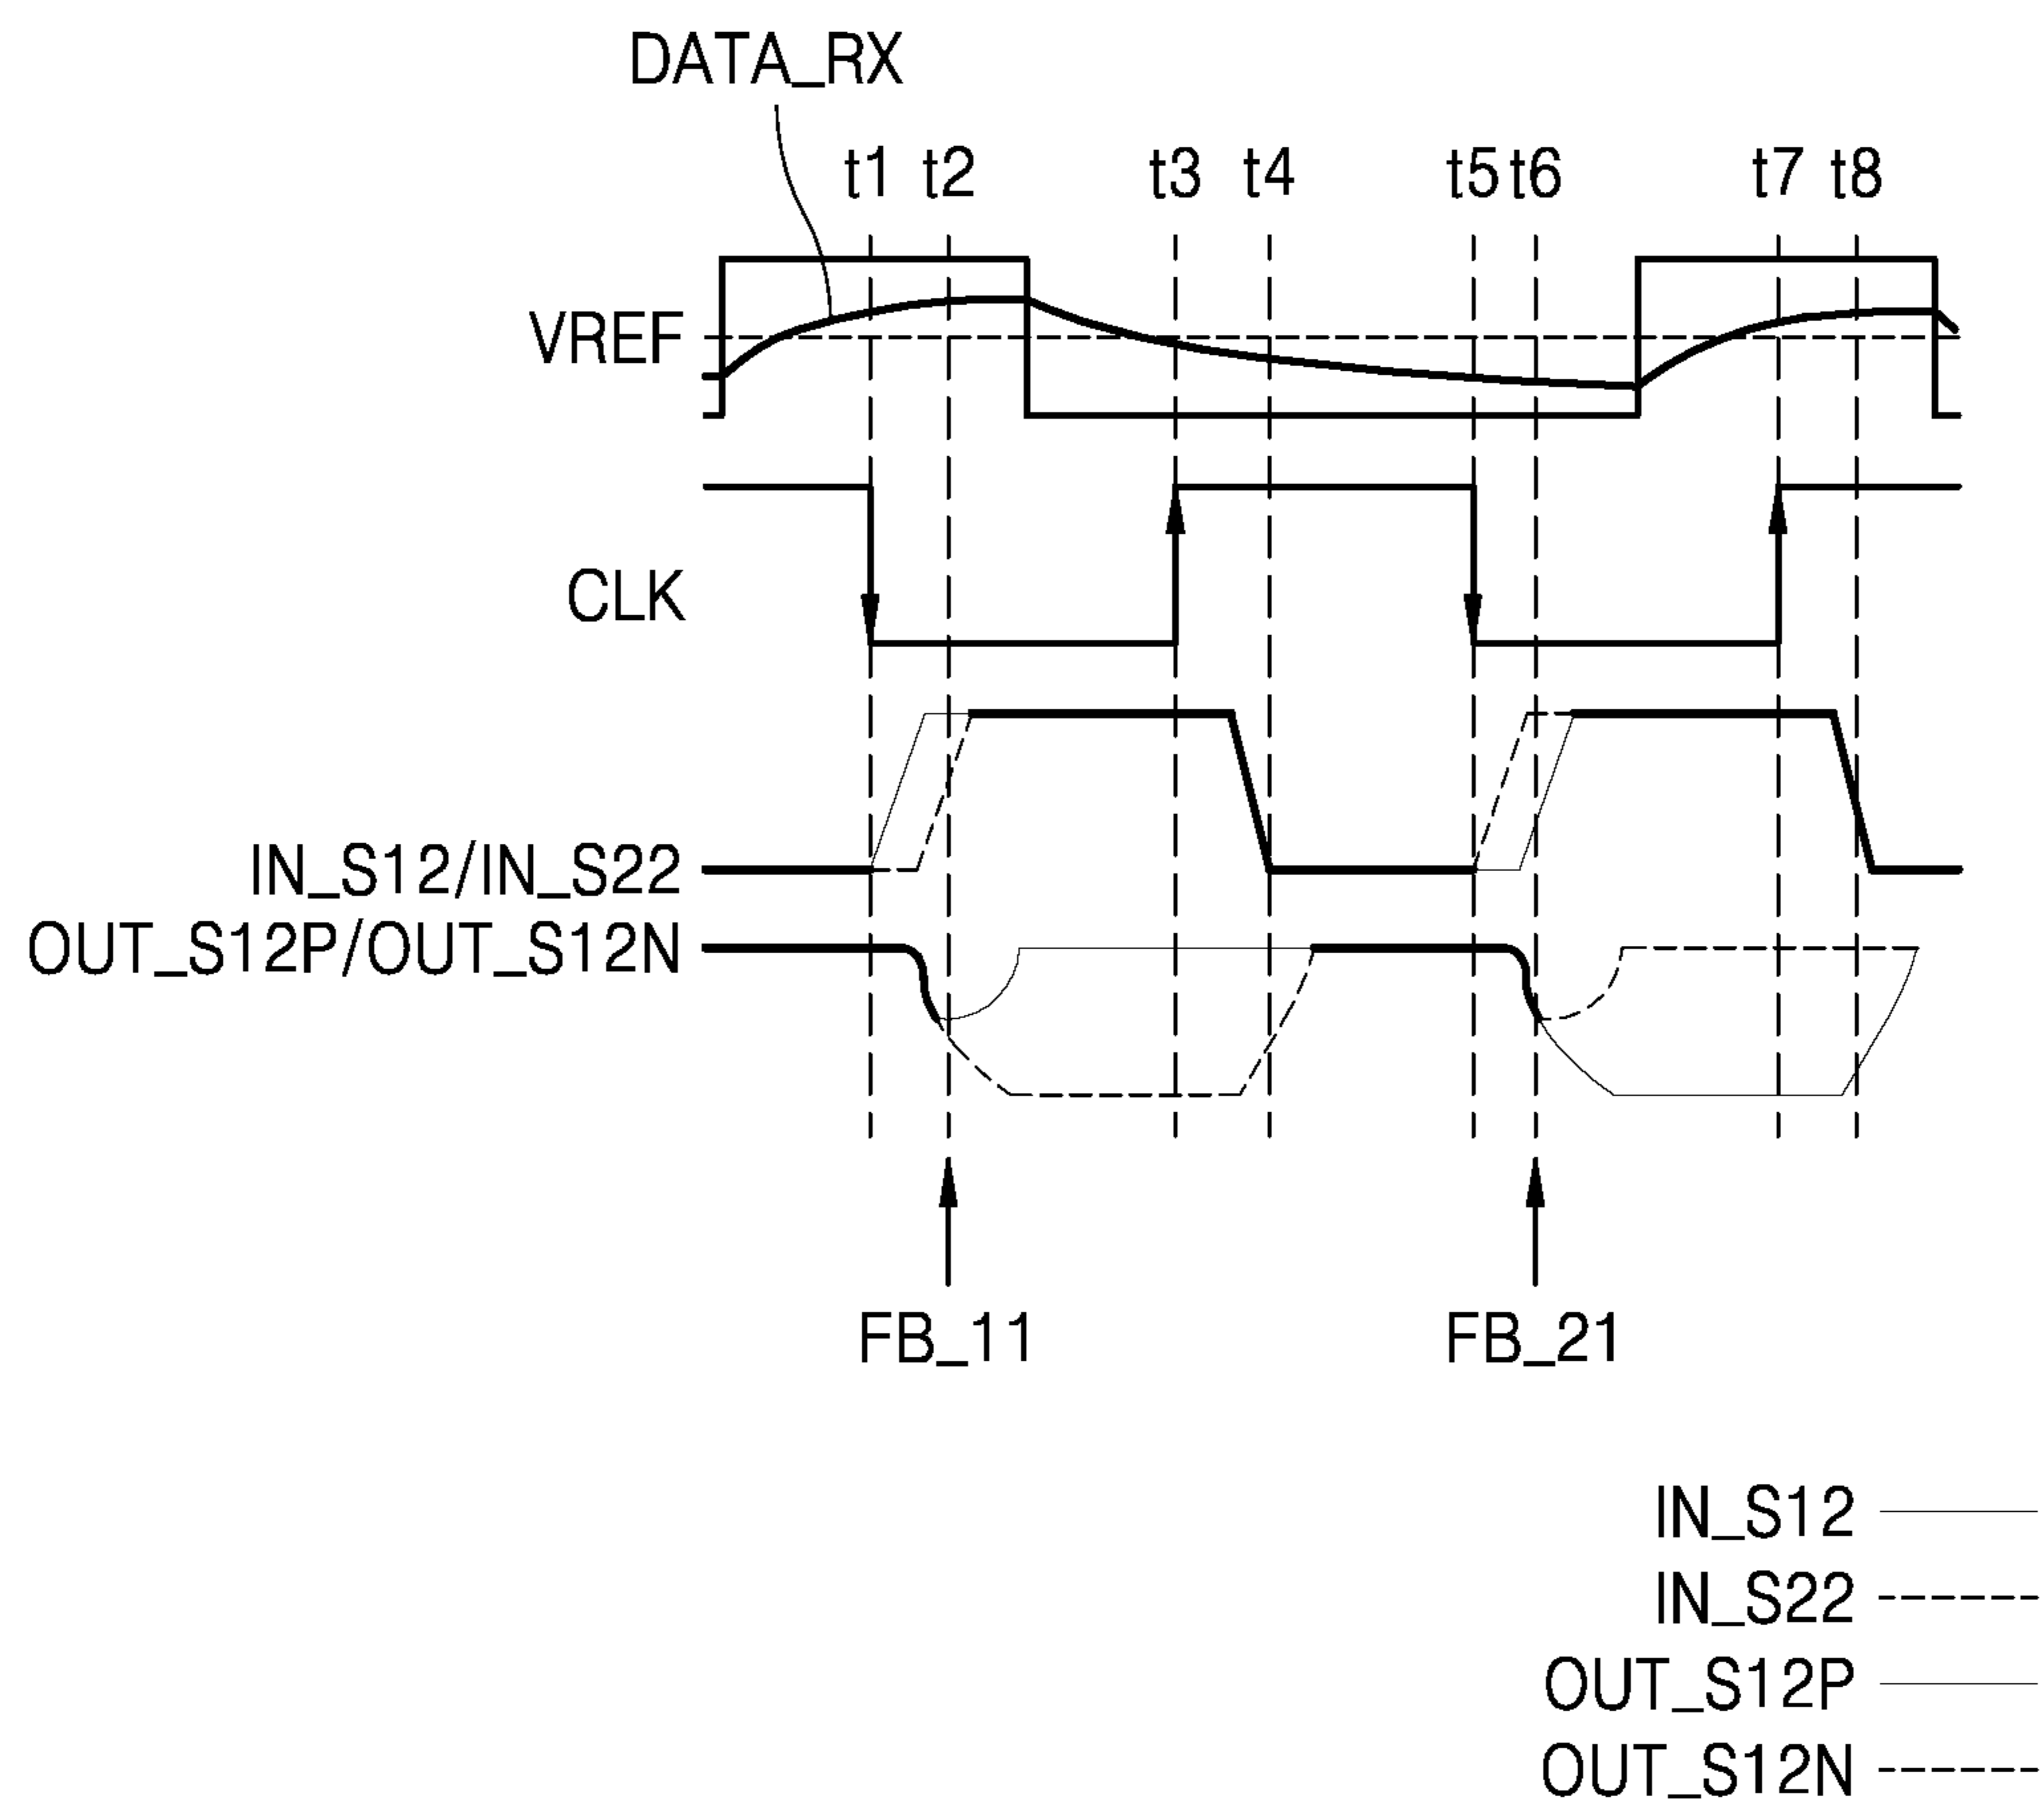 DATA_RX
t1 t2 t3 t4 t5 t6 t7 t8
VREF
CLK
IN_S12/IN_S22
OUT_S12P/OUT_S12N
FB_11 FB_21
IN_S12
IN_S22
OUT_S12P
OUT_S12N